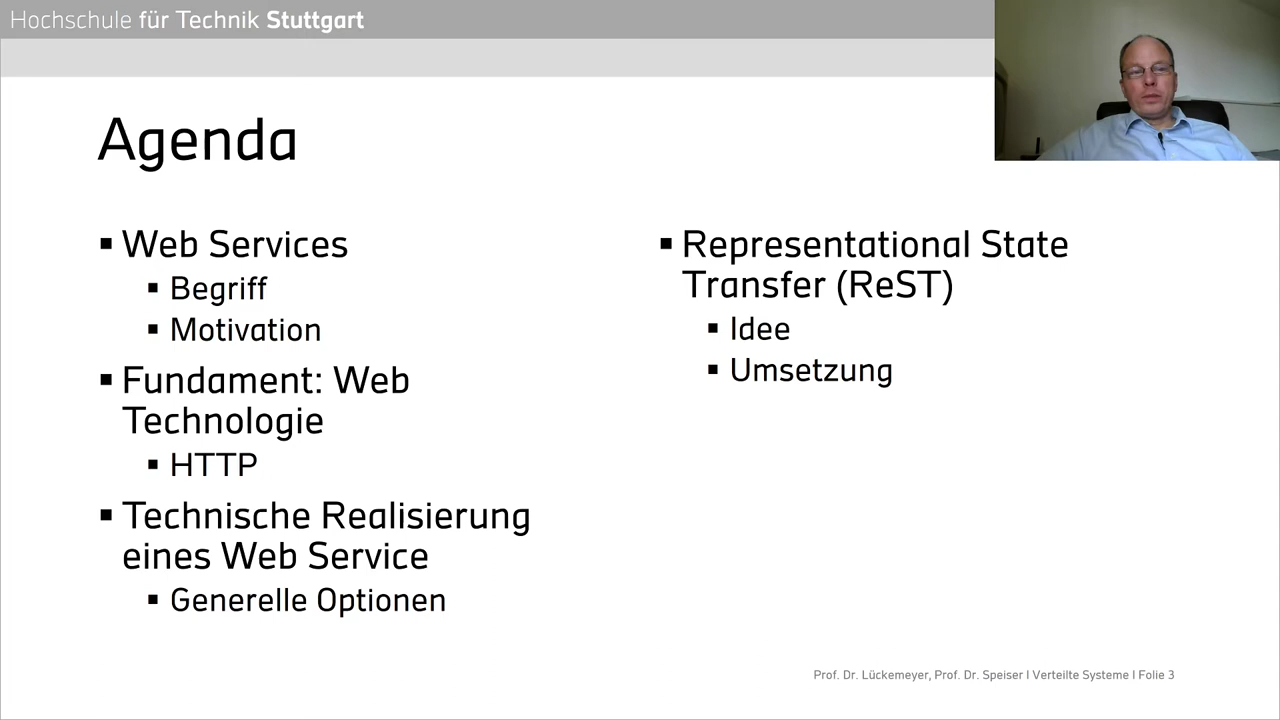 Hochschule für Technik Stuttgart
Agenda
▪ Web Services
▪ Begriff
▪ Motivation
▪ Fundament: Web
Technologie
▪ HTTP
▪ Technische Realisierung
eines Web Service
▪ Generelle Optionen
▪ Representational State
Transfer (ReST)
▪ Idee
▪ Umsetzung
Prof. Dr. Lückemeyer, Prof. Dr. Speiser I Verteilte Systeme I Folie 3